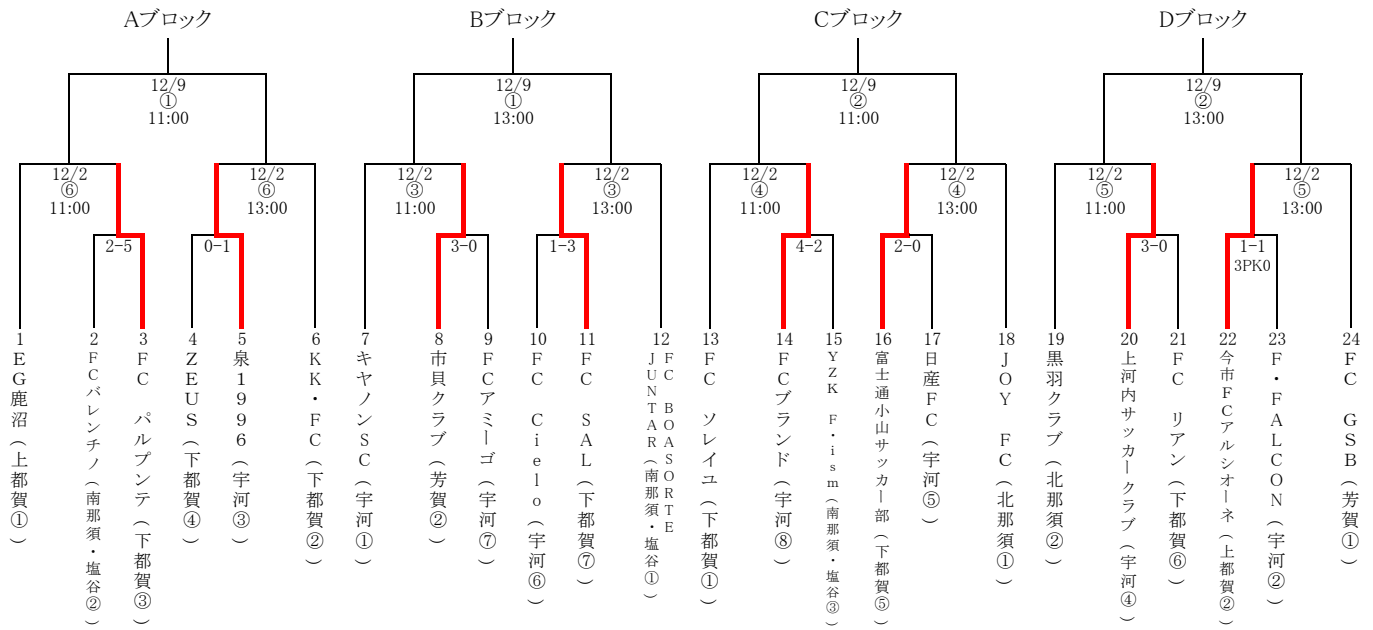 Aブロック
Bブロック
Cブロック
Dブロック
12/9
①
11:00
12/9
①
13:00
12/9
②
11:00
12/9
②
13:00
12/2
⑥
11:00
12/2
⑥
13:00
12/2
③
11:00
12/2
③
13:00
12/2
④
11:00
12/2
④
13:00
12/2
⑤
11:00
12/2
⑤
13:00
2−5
0−1
3−0
1−3
4−2
2−0
3−0
1−1
3PK0
1
EG鹿沼（上都賀①）
2
FCバレンチノ（南那須・塩谷②）
3
FC パルプンテ（下都賀③）
4
ZEUS（下都賀④）
5
泉1996（宇河③）
6
KK・FC（下都賀②）
7
キヤノンSC（宇河①）
8
市貝クラブ（芳賀②）
9
FCアミーゴ（宇河⑦）
10
FC Cielo（宇河⑥）
11
FC SAL（下都賀⑦）
12
FC BOASORTE
JUNTAR（南那須・塩谷①）
13
FC ソレイユ（下都賀①）
14
FCブランド（宇河⑧）
15
YZK F・ism（南那須・塩谷③）
16
富士通小山サッカー部（下都賀⑤）
17
日産FC（宇河⑤）
18
JOY FC（北那須①）
19
黒羽クラブ（北那須②）
20
上河内サッカークラブ（宇河④）
21
FC リアン（下都賀⑥）
22
今市FCアルシオーネ（上都賀②）
23
F・FALCON（宇河②）
24
FC GSB（芳賀①）